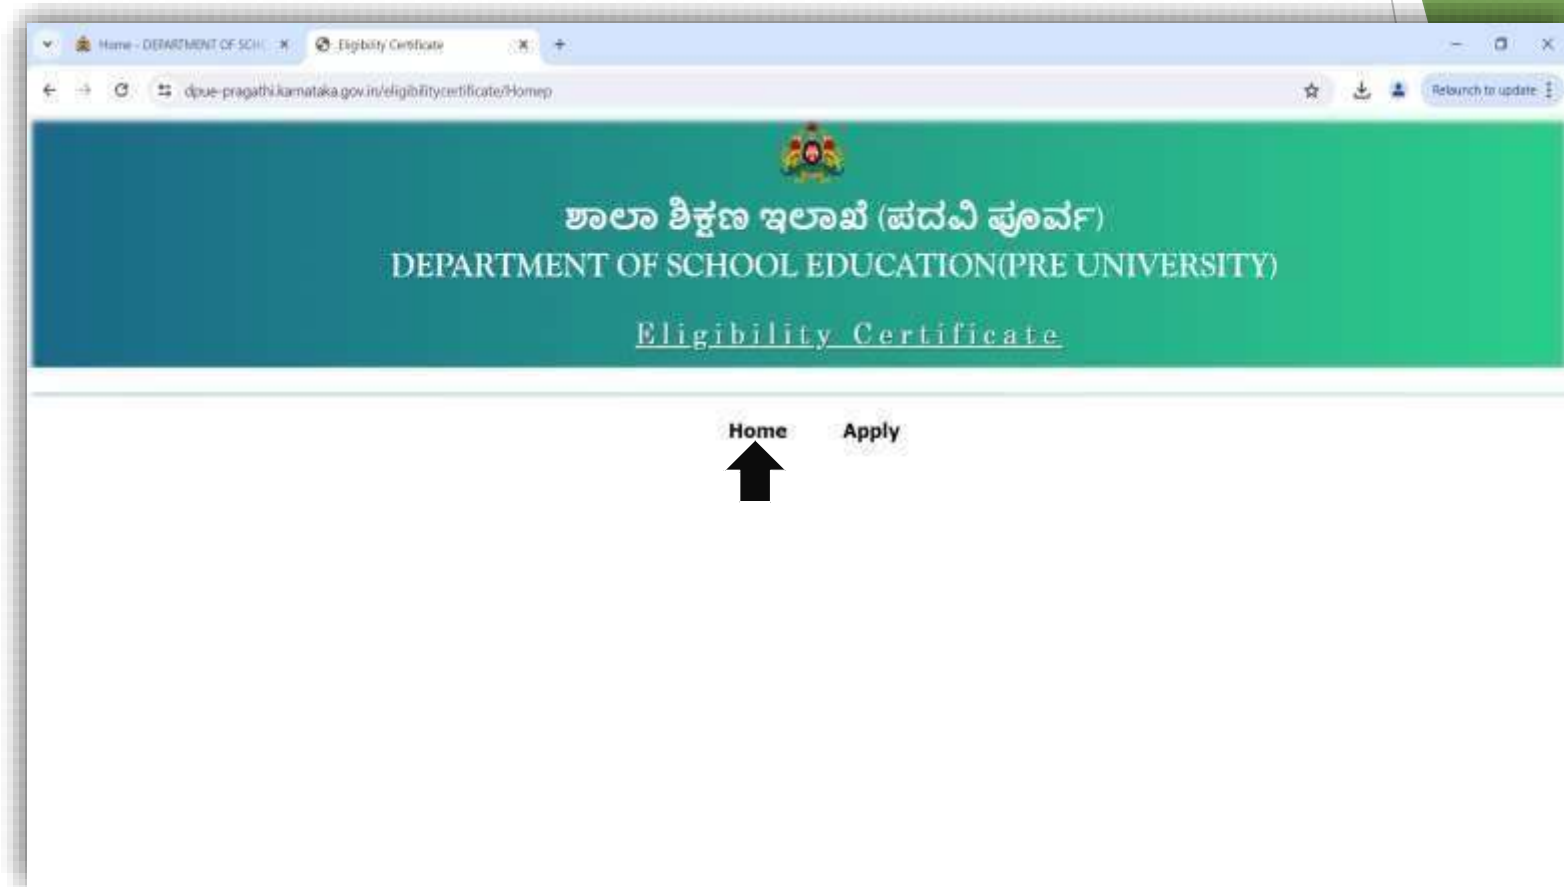 Home - DEPARTMENT OF SCHO
Eligibility Certificate
dpue-pragathi.karnataka.gov.in/eligibilitycertificate/Homep
Relaunch to update
ಶಾಲಾ ಶಿಕ್ಷಣ ಇಲಾಖೆ (ಪದವಿ ಪೂರ್ವ)
DEPARTMENT OF SCHOOL EDUCATION(PRE UNIVERSITY)
Eligibility Certificate
Home Apply